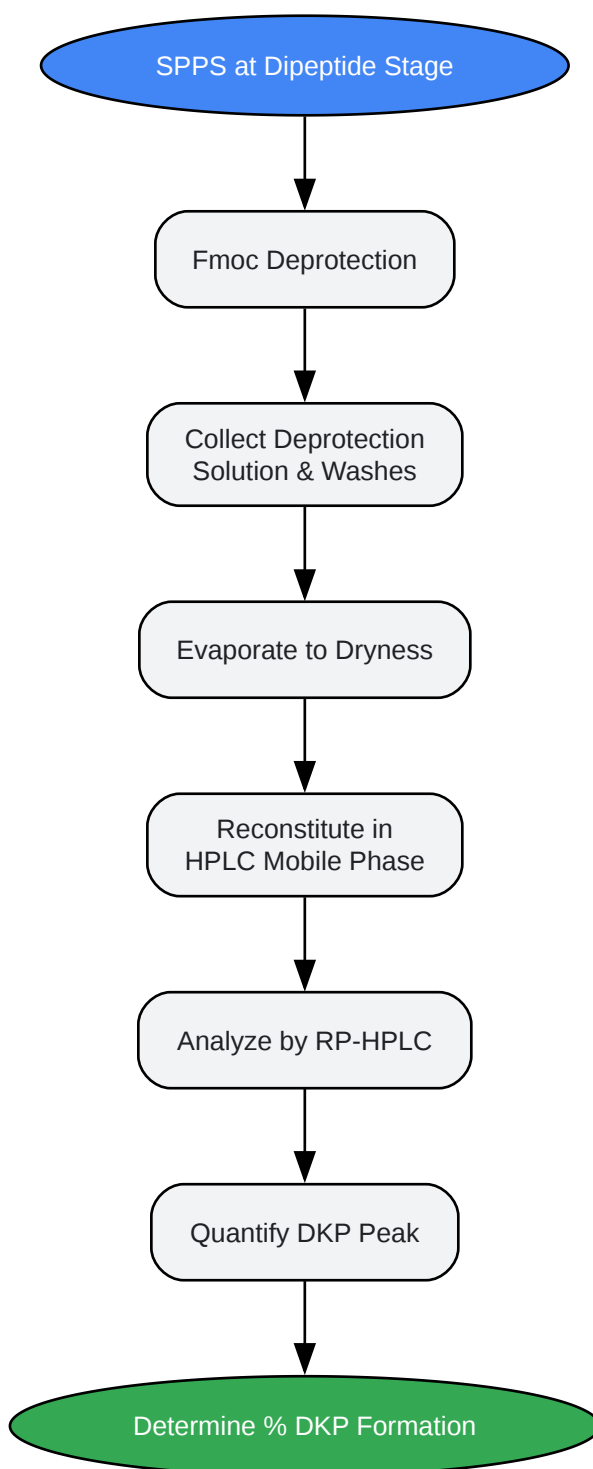 SPPS at Dipeptide Stage
Fmoc Deprotection
Collect Deprotection
Solution & Washes
Evaporate to Dryness
Reconstitute in
HPLC Mobile Phase
Analyze by RP-HPLC
Quantify DKP Peak
Determine % DKP Formation